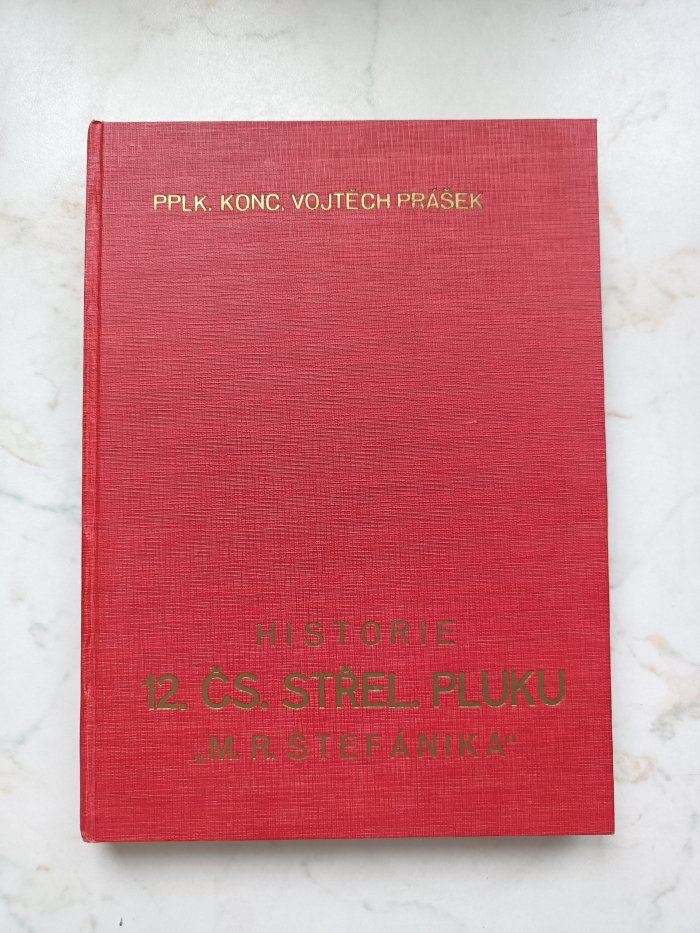 PPLK. KONC. VOJTĚCH PRÁŠEK
HISTORIE
12. ČS. STŘEL. PLUKU
„M. R. ŠTEFÁNIKA“